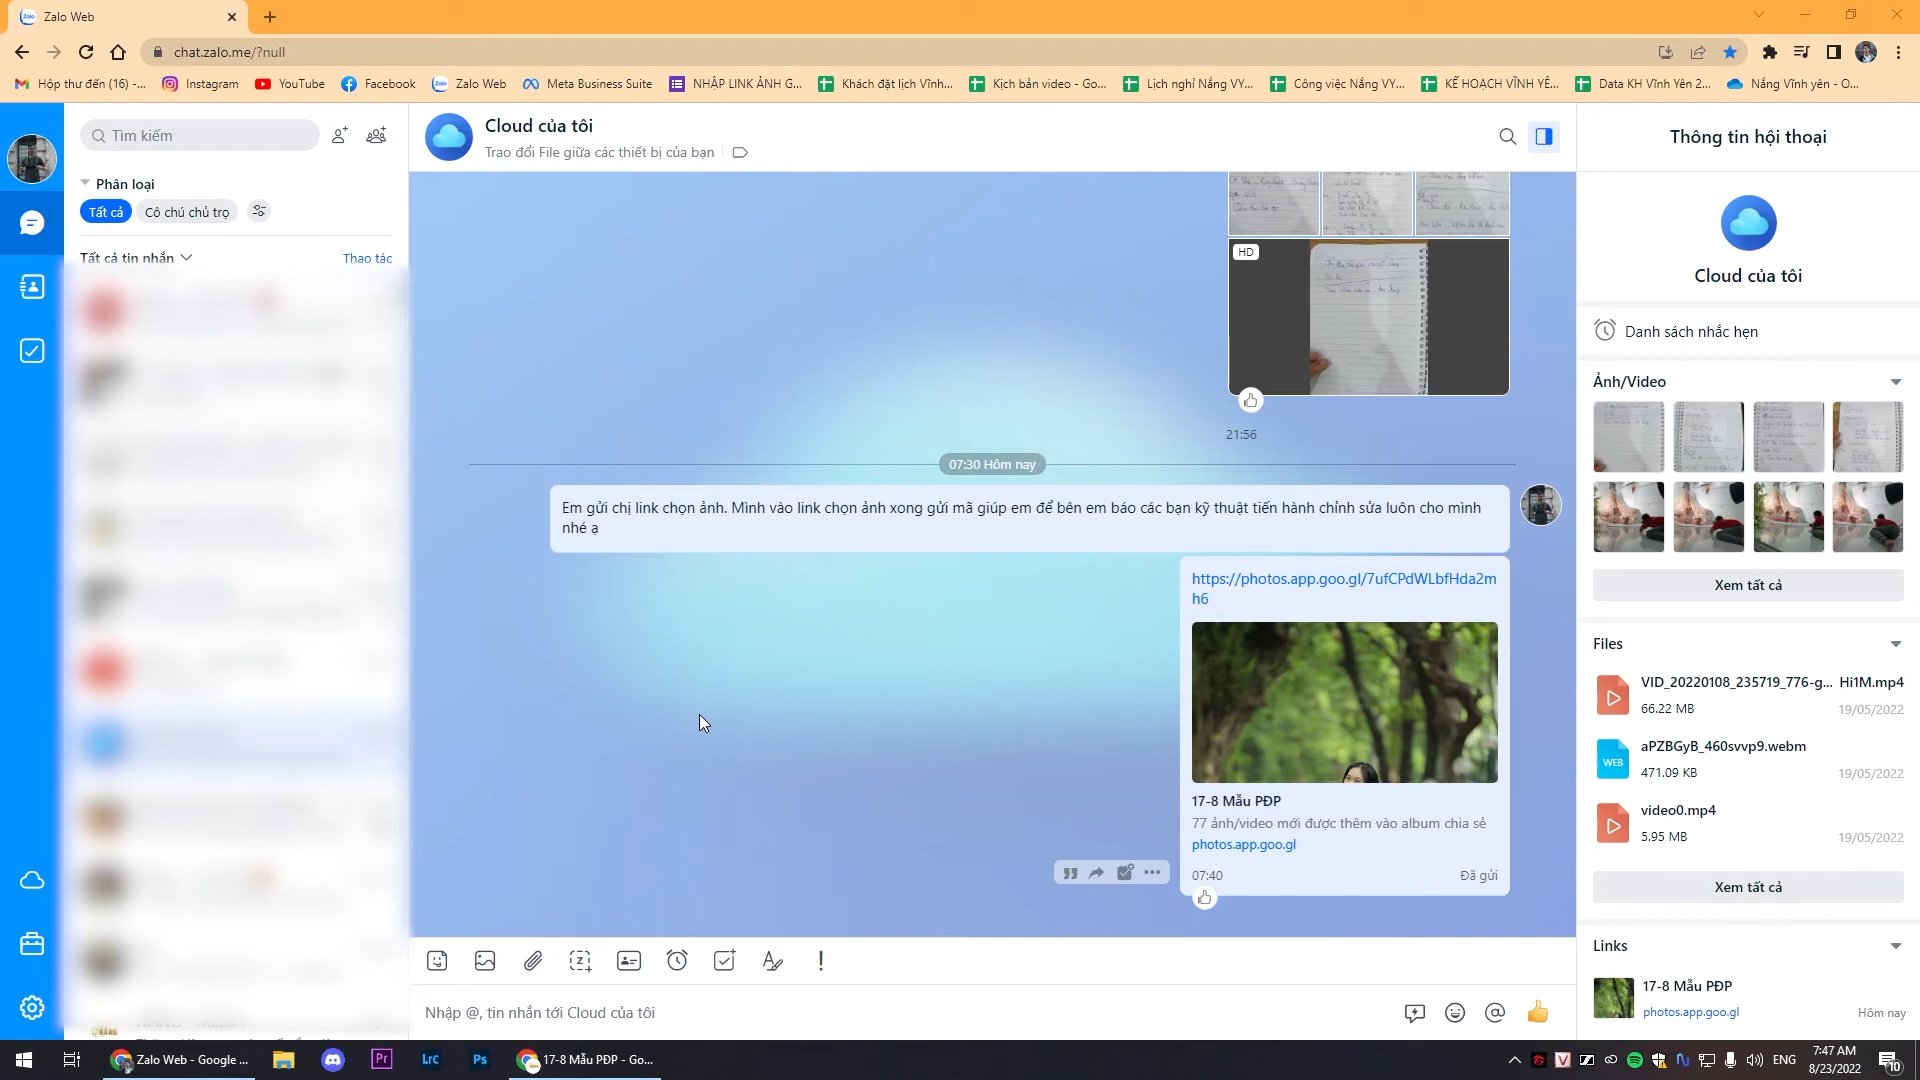 Zalo Web
chat.zalo.me/?null
Hộp thư đến (16) -...
Instagram
YouTube
Facebook
Zalo Web
Meta Business Suite
NHẬP LINK ẢNH G...
Khách đặt lịch Vĩnh...
Kịch bản video - Go...
Lịch nghỉ Nắng VY...
Công việc Nắng VY...
KẾ HOẠCH VĨNH YÊ...
Data KH Vĩnh Yên 2...
Nắng Vĩnh yên - O...
Tìm kiếm
Phân loại
Tất cả
Cô chú chủ trọ
Tất cả tin nhắn
Thao tác
Cloud của tôi
Trao đổi File giữa các thiết bị của bạn
HD
21:56
07:30 Hôm nay
Em gửi chị link chọn ảnh. Mình vào link chọn ảnh xong gửi mã giúp em để bên em báo các bạn kỹ thuật tiến hành chỉnh sửa luôn cho mình
nhé ạ
https://photos.app.goo.gl/7ufCPdWLbfHda2m
h6
17-8 Mẫu PĐP
77 ảnh/video mới được thêm vào album chia sẻ
photos.app.goo.gl
07:40
Đã gửi
Nhập @, tin nhắn tới Cloud của tôi
Thông tin hội thoại
Cloud của tôi
Danh sách nhắc hẹn
Ảnh/Video
Xem tất cả
Files
VID_20220108_235719_776-g... Hi1M.mp4
66.22 MB
19/05/2022
WEB
aPZBGyB_460svvp9.webm
471.09 KB
19/05/2022
video0.mp4
5.95 MB
19/05/2022
Xem tất cả
Links
17-8 Mẫu PĐP
photos.app.goo.gl
Hôm nay
Zalo Web - Google ...
Pr
Lrc
Ps
17-8 Mẫu PĐP - Go...
ENG
7:47 AM
8/23/2022
10